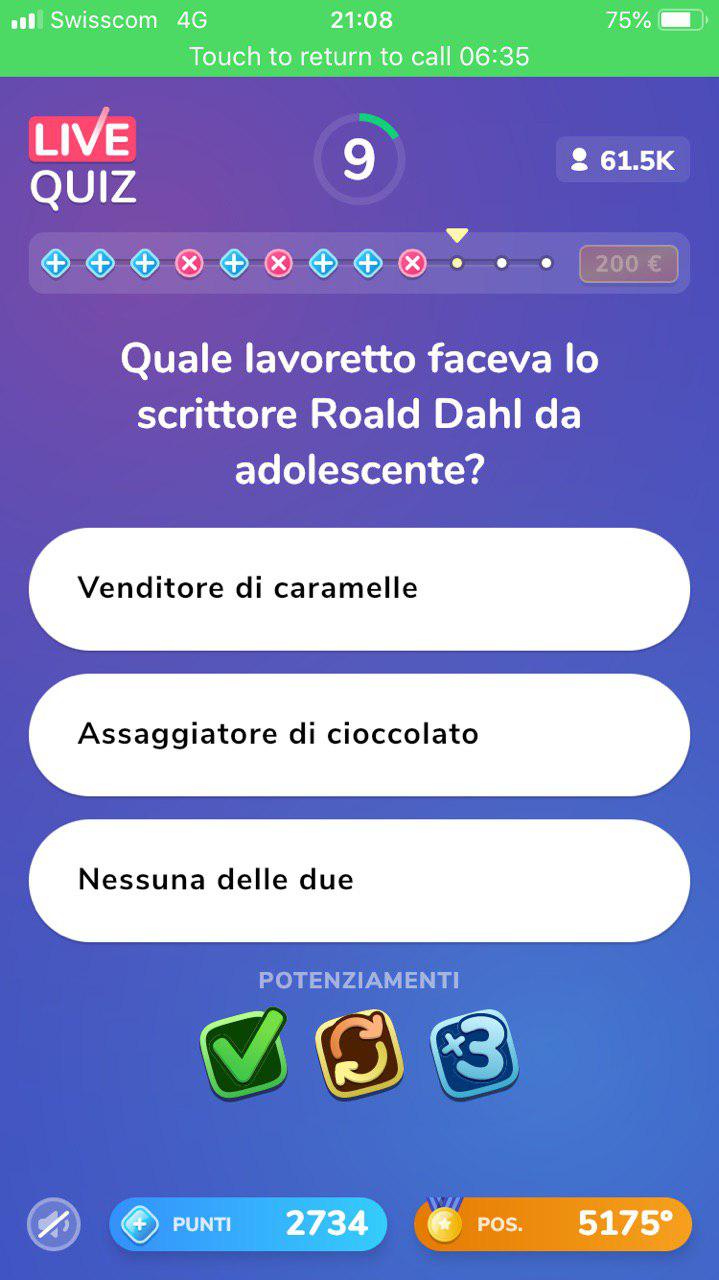 Swisscom 4G 21:08 75%
Touch to return to call 06:35
LIVE
QUIZ
9
61.5K
200 €
Quale lavoretto faceva lo
scrittore Roald Dahl da
adolescente?
Venditore di caramelle
Assaggiatore di cioccolato
Nessuna delle due
POTENZIAMENTI
×3
PUNTI 2734
POS. 5175º